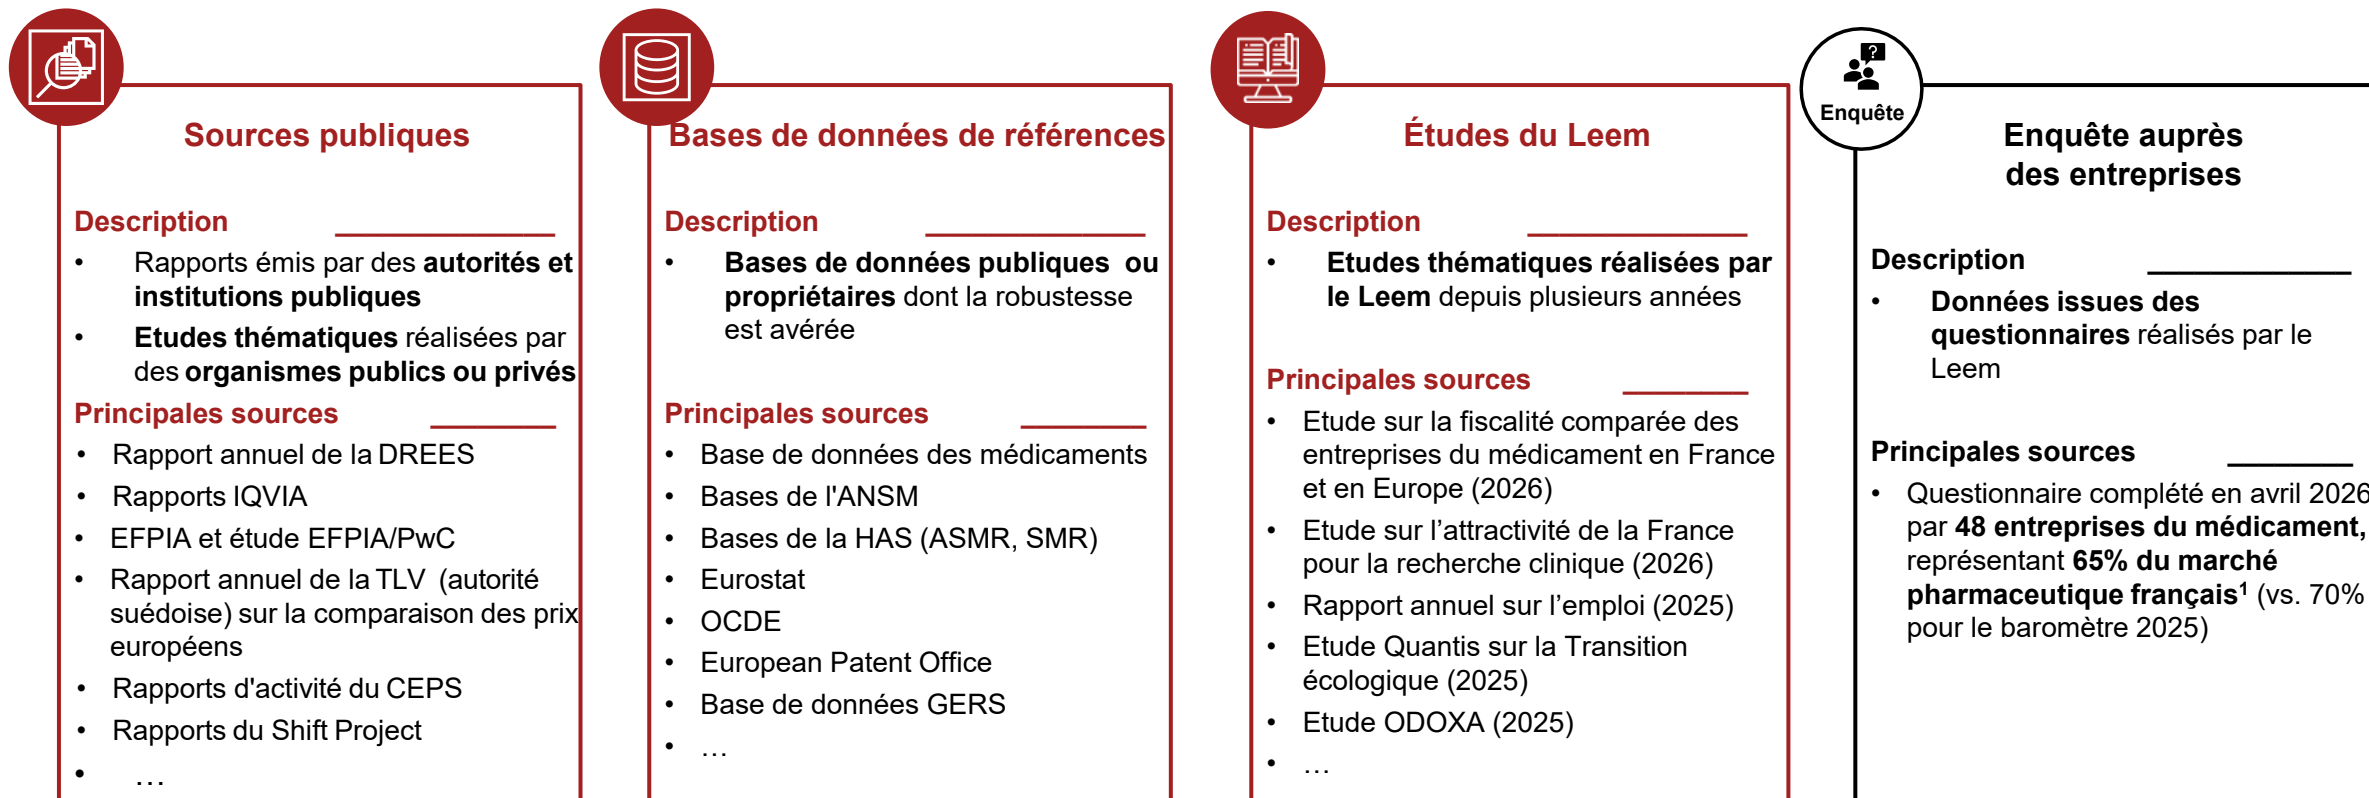 Sources publiques
Description
• Rapports émis par des autorités et
institutions publiques
• Etudes thématiques réalisées par
des organismes publics ou privés
Principales sources
• Rapport annuel de la DREES
• Rapports IQVIA
• EFPIA et étude EFPIA/PwC
• Rapport annuel de la TLV (autorité
suédoise) sur la comparaison des prix
européens
• Rapports d'activité du CEPS
• Rapports du Shift Project
• …
Bases de données de références
Description
• Bases de données publiques ou
propriétaires dont la robustesse
est avérée
Principales sources
• Base de données des médicaments
• Bases de l'ANSM
• Bases de la HAS (ASMR, SMR)
• Eurostat
• OCDE
• European Patent Office
• Base de données GERS
• …
Études du Leem
Description
• Etudes thématiques réalisées par
le Leem depuis plusieurs années
Principales sources
• Etude sur la fiscalité comparée des
entreprises du médicament en France
et en Europe (2026)
• Etude sur l’attractivité de la France
pour la recherche clinique (2026)
• Rapport annuel sur l’emploi (2025)
• Etude Quantis sur la Transition
écologique (2025)
• Etude ODOXA (2025)
• …
?
Enquête
Enquête auprès
des entreprises
Description
• Données issues des
questionnaires réalisés par le
Leem
Principales sources
• Questionnaire complété en avril 2026
par 48 entreprises du médicament,
représentant 65% du marché
pharmaceutique français¹ (vs. 70%
pour le baromètre 2025)